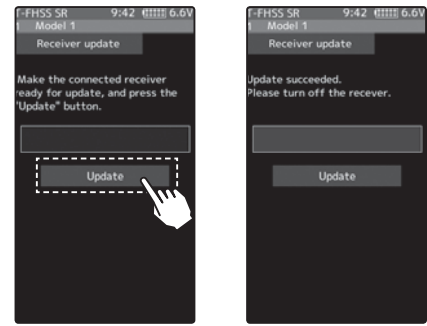 T-FHSS SR 9:42 6.6V
1 Model 1
Receiver update
Make the connected receiver
ready for update, and press the
"Update" button.
Update
T-FHSS SR 9:42 6.6V
1 Model 1
Receiver update
Update succeeded.
Please turn off the recever.
Update